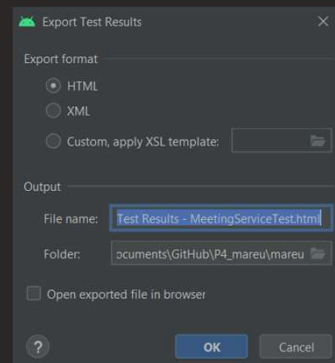 Export Test Results
Export format
HTML
XML
Custom, apply XSL template:
Output
File name: Test Results - MeetingServiceTest.html
Folder: ocuments\GitHub\P4_mareu\mareu
Open exported file in browser
? OK Cancel